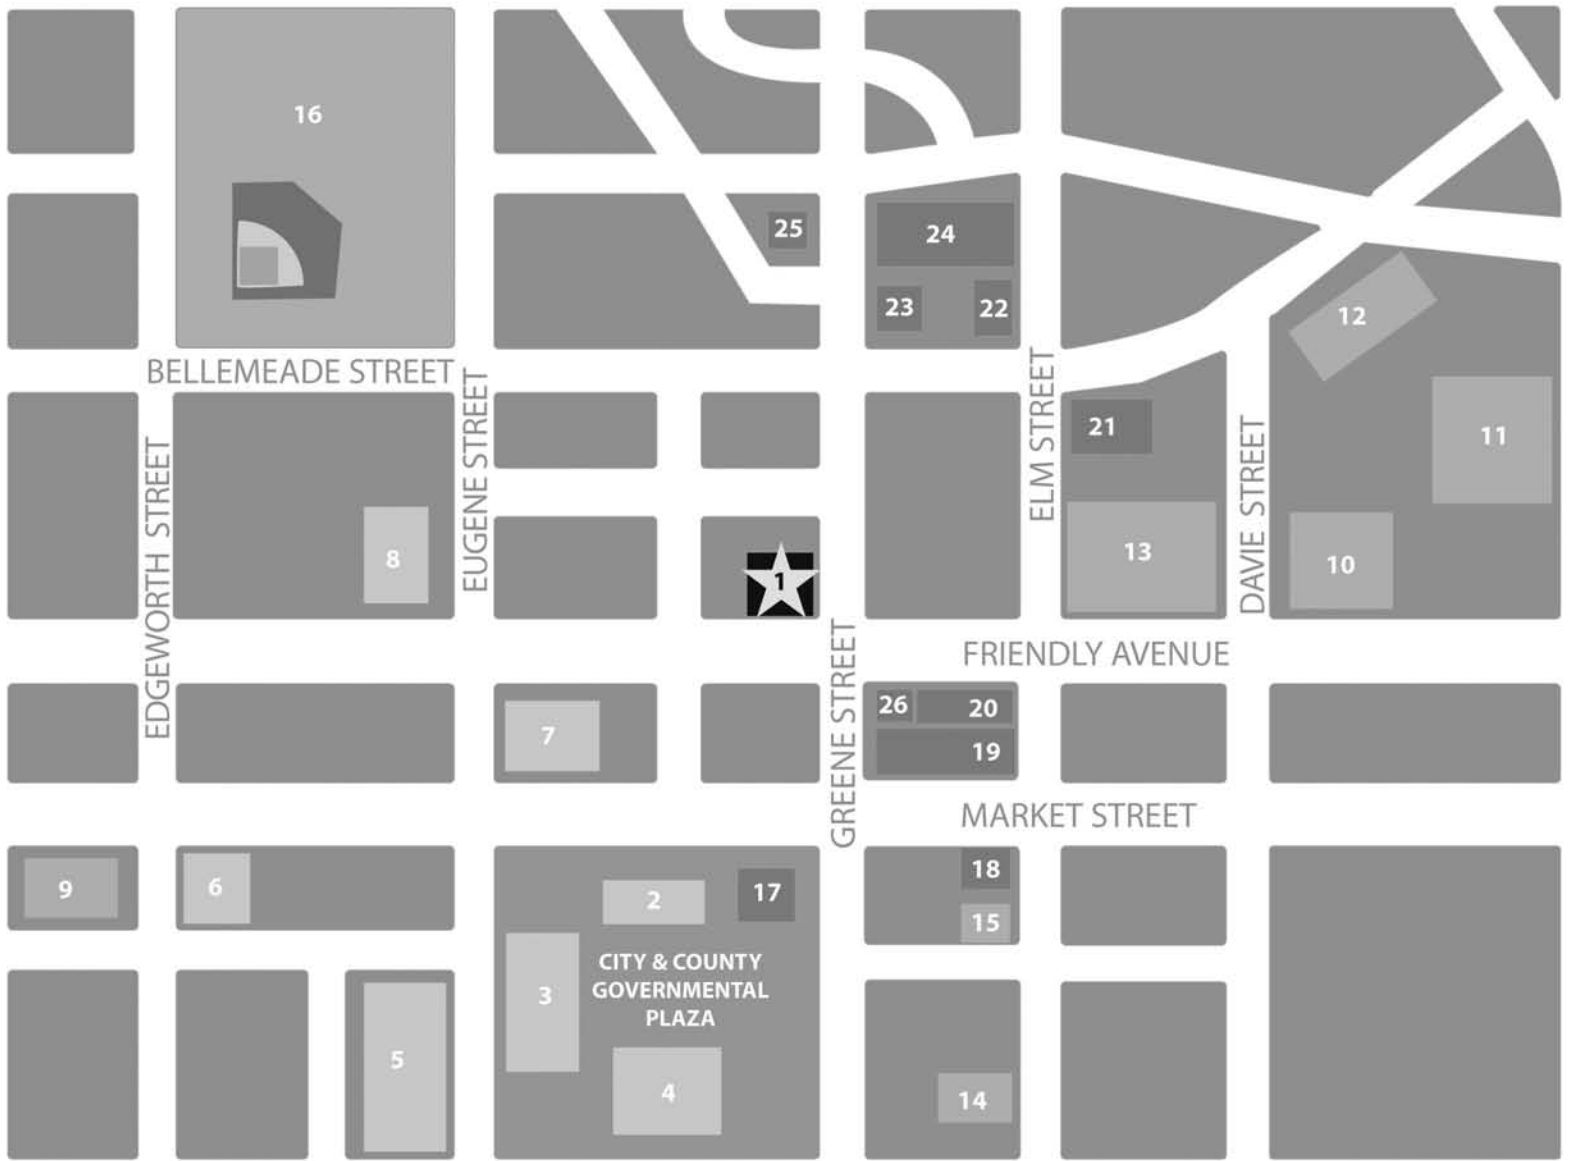 16
25
24
23
22
12
BELLEMEADE STREET
EUGENE STREET
ELM STREET
21
11
EDGEWORTH STREET
DAVIE STREET
8
1
13
10
FRIENDLY AVENUE
GREENE STREET
26
20
7
19
MARKET STREET
9
6
2
17
18
15
CITY & COUNTY
GOVERNMENTAL
PLAZA
3
5
4
14